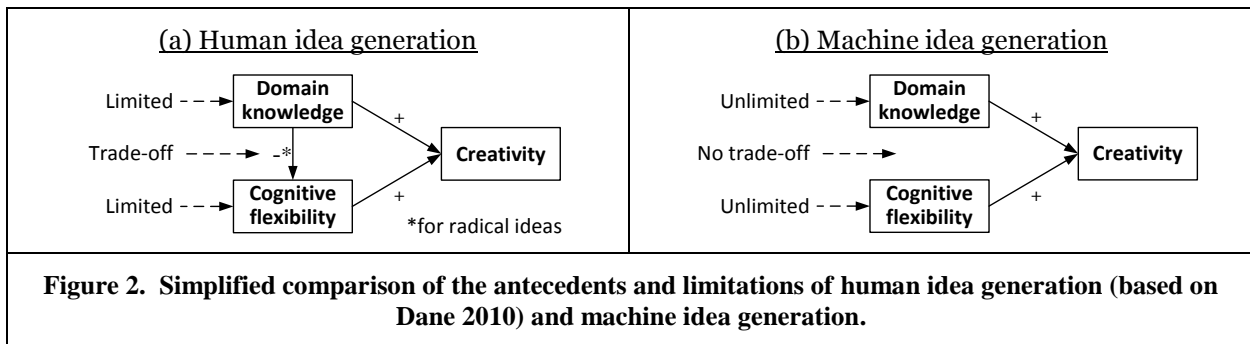 (a) Human idea generation
Limited
Domain
knowledge
+
Trade-off
-*
Creativity
Limited
Cognitive
flexibility
+
*for radical ideas
(b) Machine idea generation
Unlimited
Domain
knowledge
+
No trade-off
Creativity
Unlimited
Cognitive
flexibility
+
Figure 2. Simplified comparison of the antecedents and limitations of human idea generation (based on
Dane 2010) and machine idea generation.